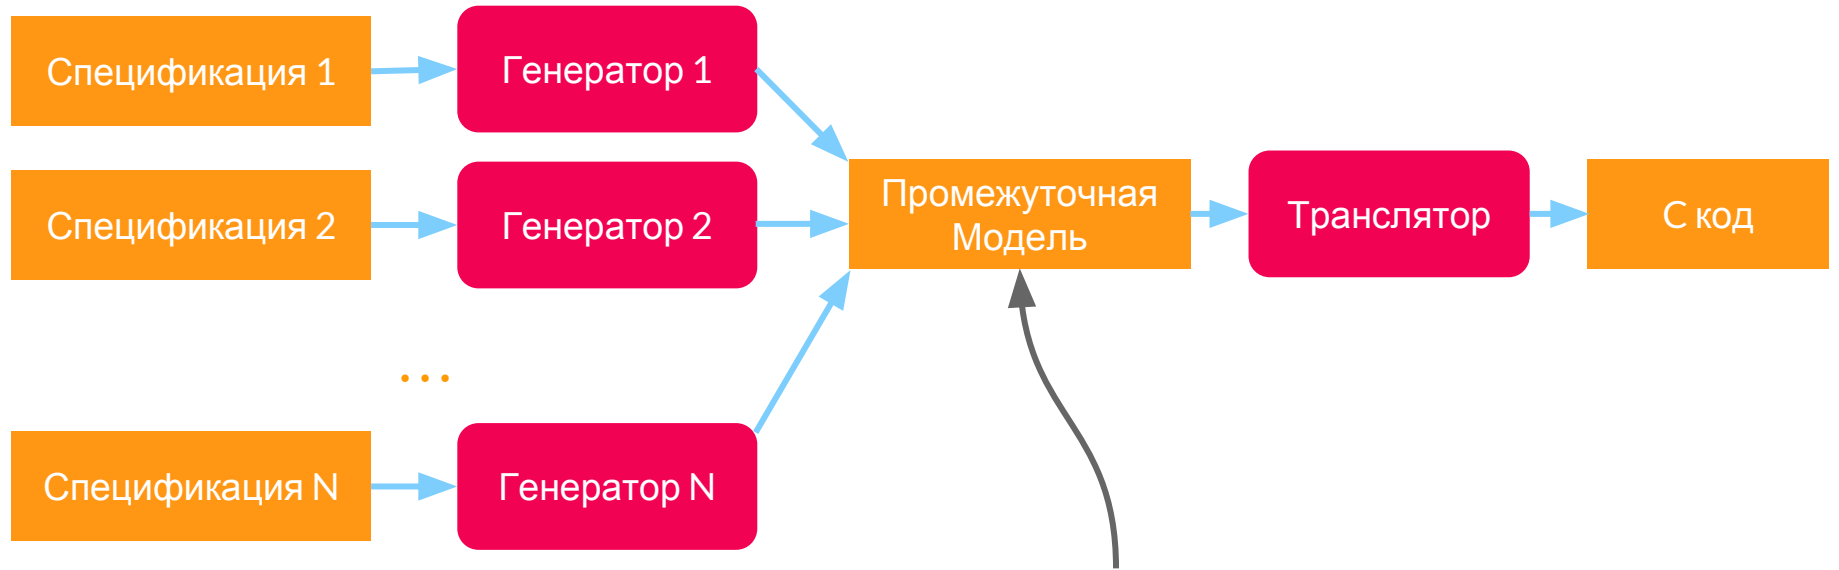 Спецификация 1
Генератор 1
Спецификация 2
Генератор 2
Промежуточная
Модель
Транслятор
C код
...
Спецификация N
Генератор N